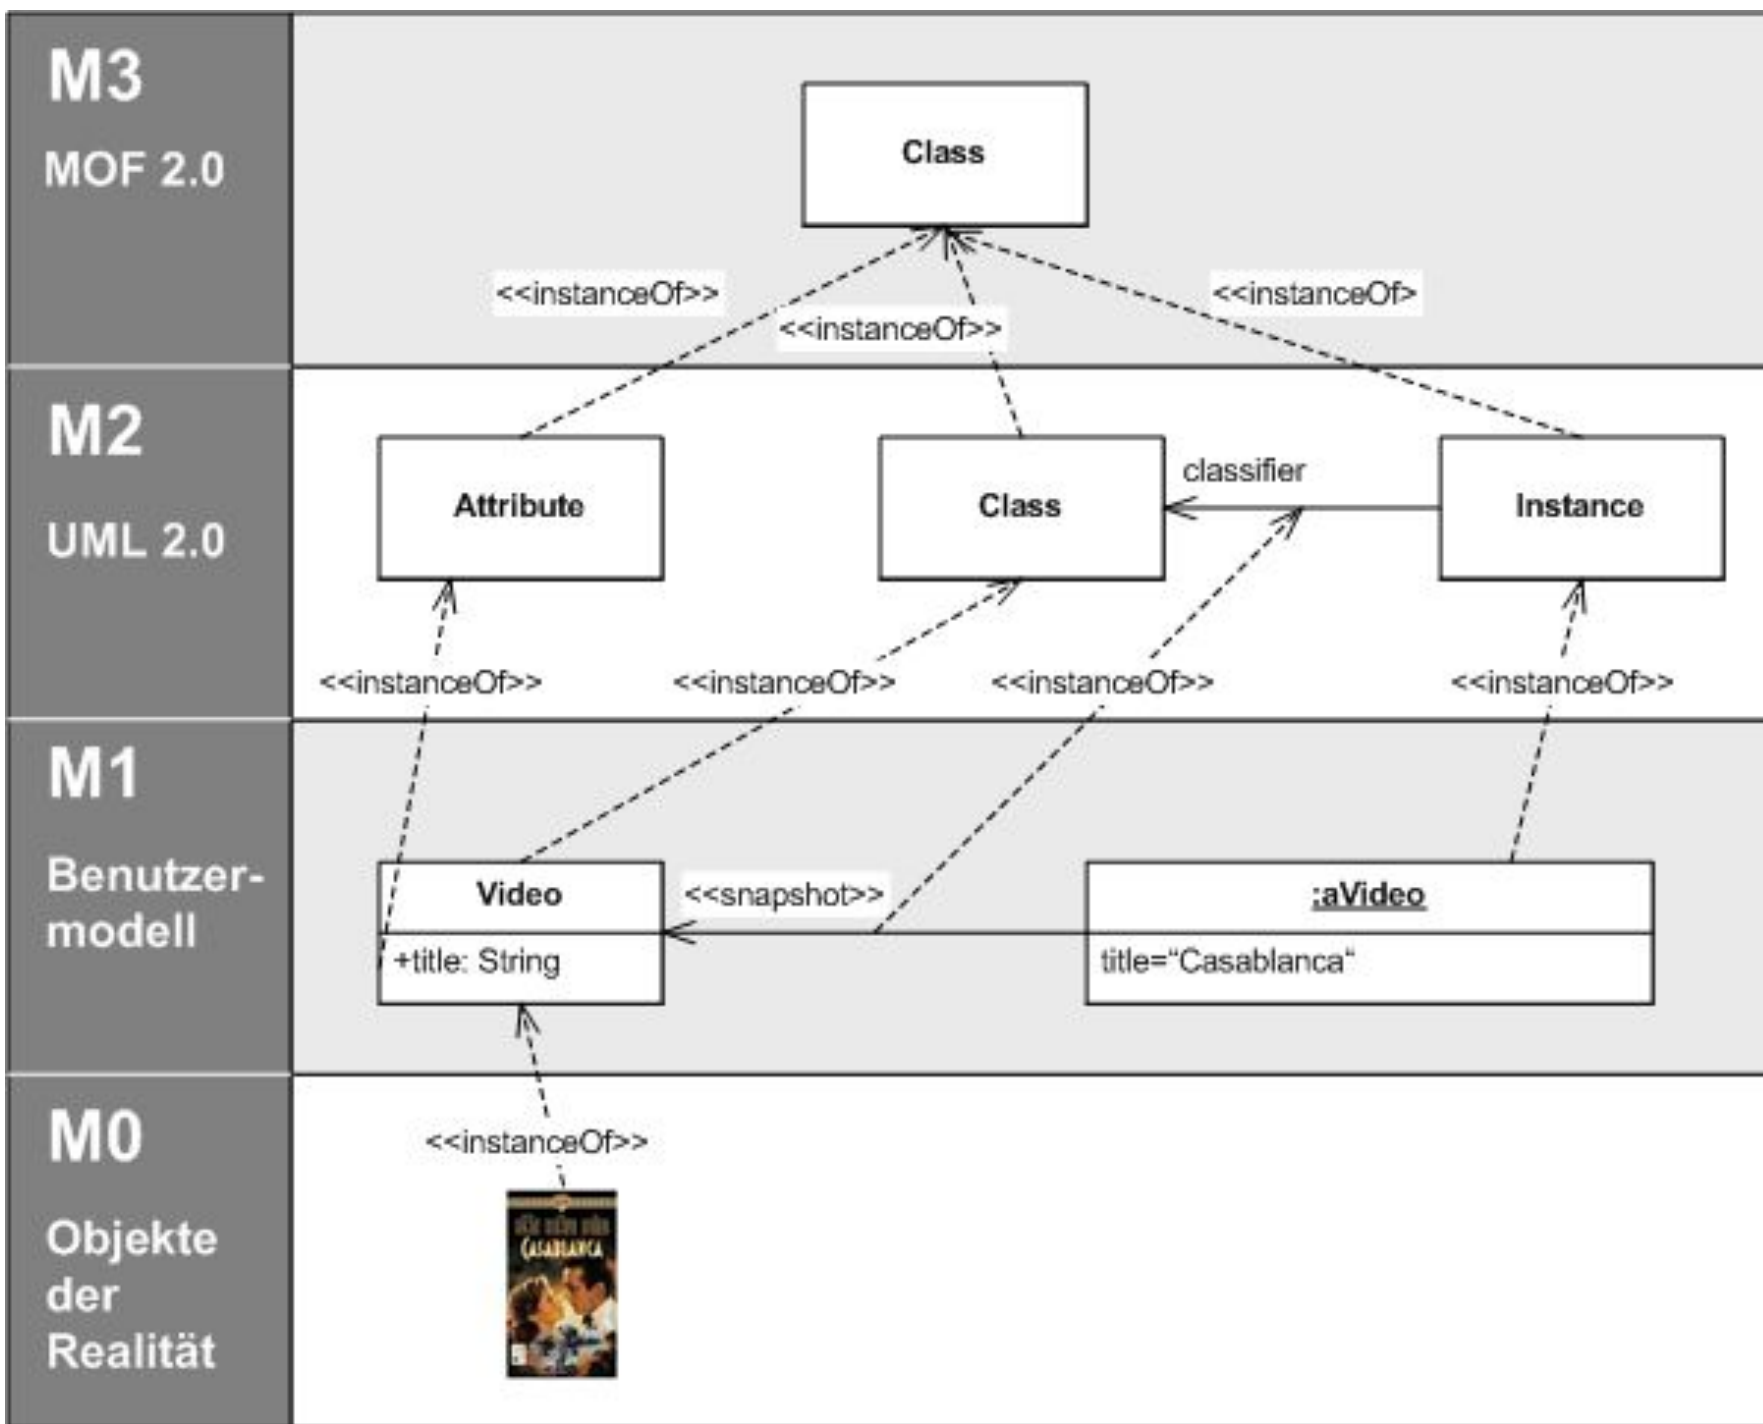 M3
MOF 2.0
Class
<<instanceOf>>
<<instanceOf>
<<instanceOf>>
M2
UML 2.0
Attribute
Class
classifier
Instance
<<instanceOf>>
<<instanceOf>>
<<instanceOf>>
<<instanceOf>>
M1
Benutzer-
modell
Video
+title: String
<<snapshot>>
:aVideo
title=“Casablanca“
M0
Objekte
der
Realität
<<instanceOf>>
CASABLANCA